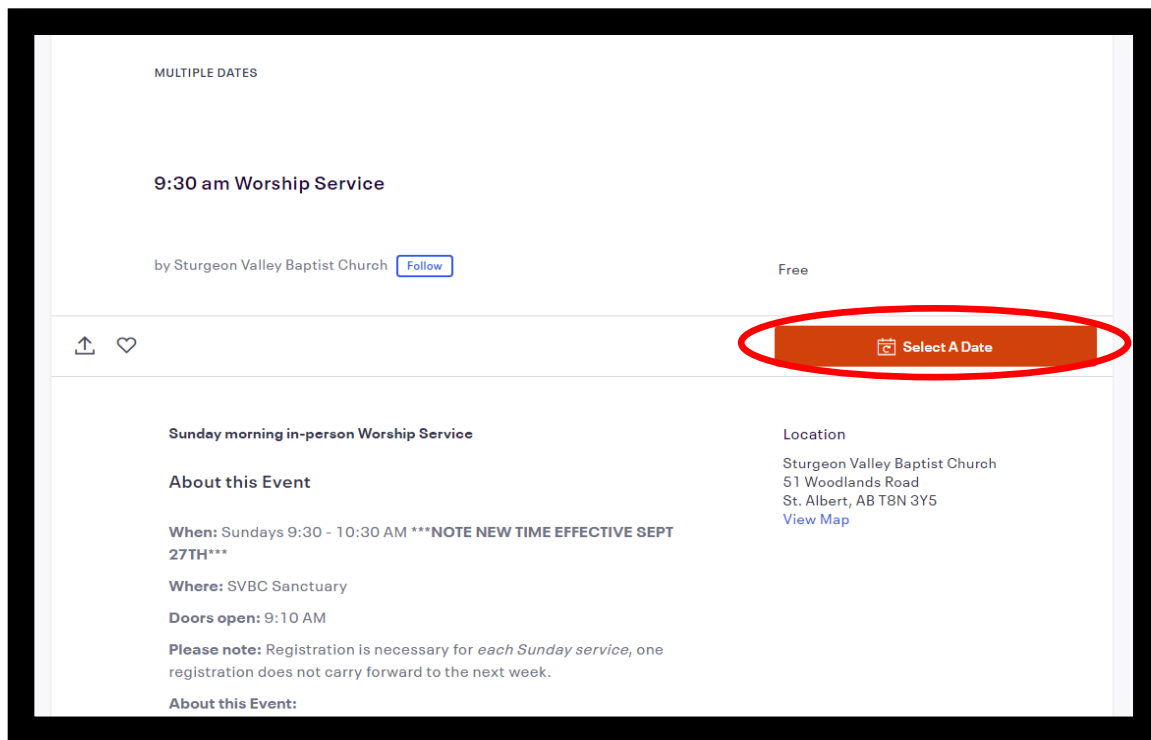 MULTIPLE DATES
9:30 am Worship Service
by Sturgeon Valley Baptist Church Follow
Free
Select A Date
Sunday morning in-person Worship Service
About this Event
When: Sundays 9:30 - 10:30 AM ***NOTE NEW TIME EFFECTIVE SEPT
27TH***
Where: SVBC Sanctuary
Doors open: 9:10 AM
Please note: Registration is necessary for each Sunday service, one
registration does not carry forward to the next week.
About this Event:
Location
Sturgeon Valley Baptist Church
51 Woodlands Road
St. Albert, AB T8N 3Y5
View Map